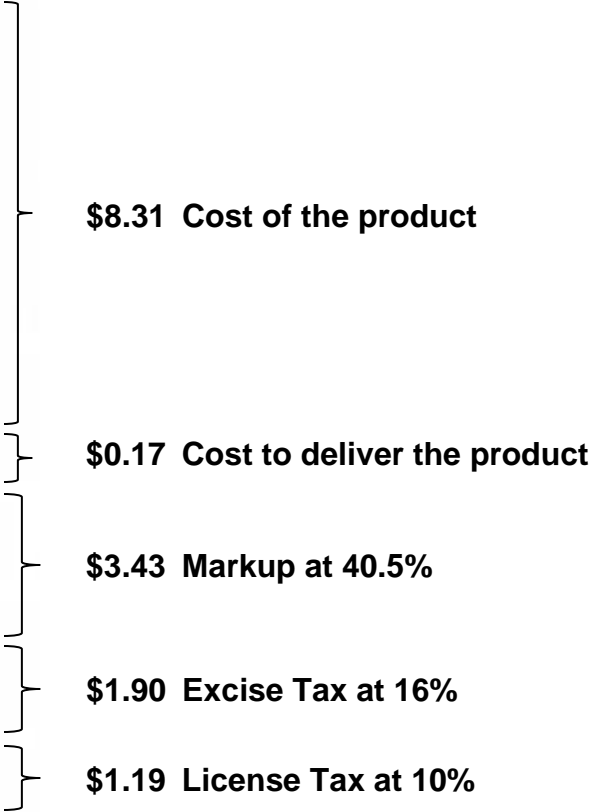 $8.31 Cost of the product
$0.17 Cost to deliver the product
$3.43 Markup at 40.5%
$1.90 Excise Tax at 16%
$1.19 License Tax at 10%